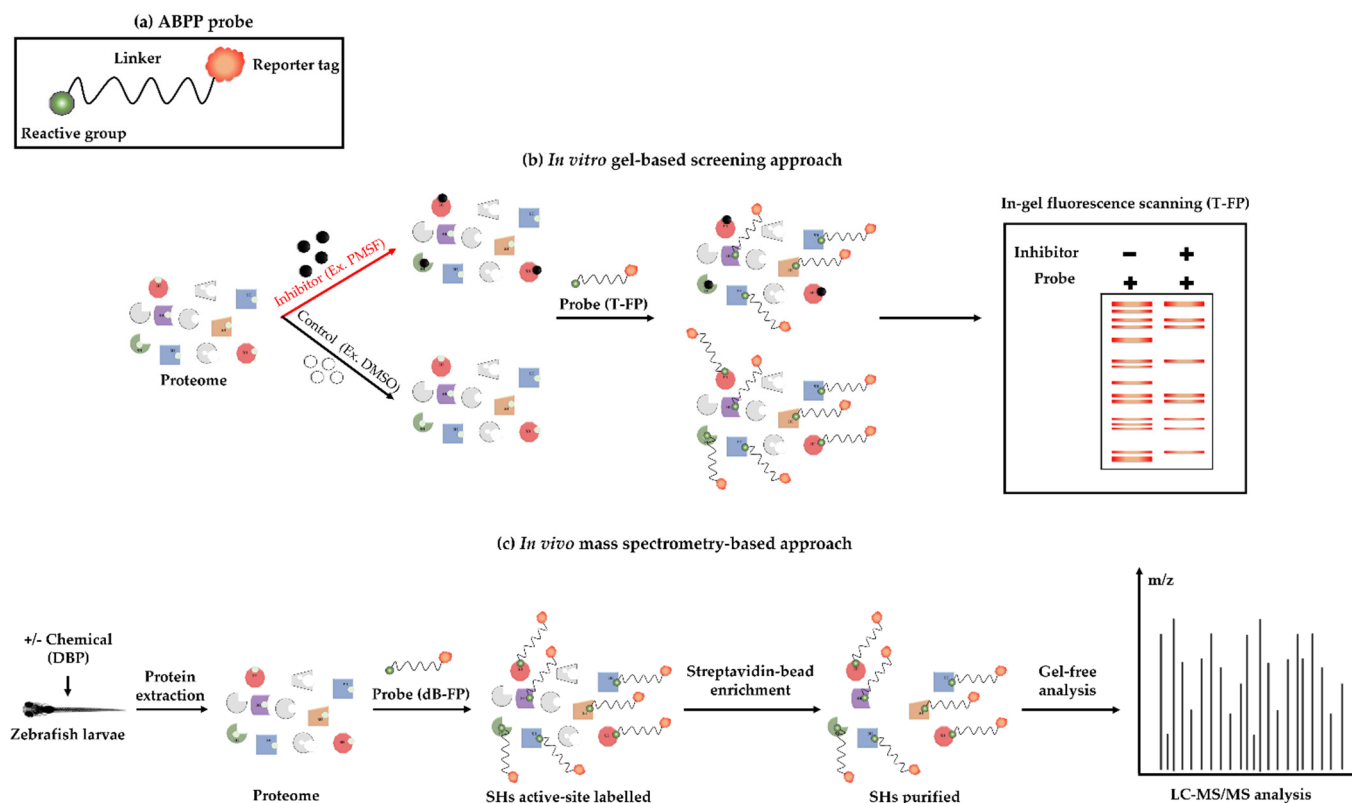 (a) ABPP probe
Linker
Reporter tag
Reactive group
(b) In vitro gel-based screening approach
Inhibitor (Ex. PMSF)
Control (Ex. DMSO)
Proteome
Probe (T-FP)
In-gel fluorescence scanning (T-FP)
Inhibitor - +
Probe + +
(c) In vivo mass spectrometry-based approach
+/- Chemical
(DBP)
Zebrafish larvae
Protein
extraction
Proteome
Probe (dB-FP)
SHs active-site labelled
Streptavidin-bead
enrichment
SHs purified
Gel-free
analysis
m/z
LC-MS/MS analysis